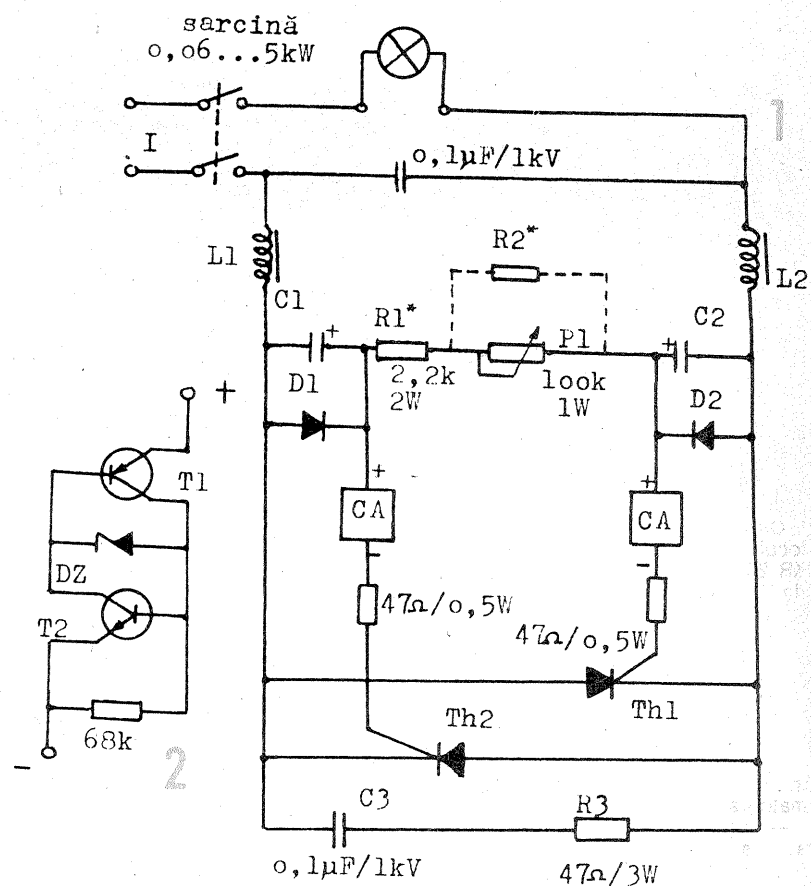 sarcină
o,o6...5kW
1
I
o,1µF/1kV
L1
R2*
L2
C1
+
R1*
P1
+
C2
2,2k
2W
look
1W
D1
D2
+
T1
+
CA
-
+
CA
-
DZ
T2
47Ω/o,5W
47Ω/o,5W
68k
-
2
Th2
Th1
C3
R3
o,1µF/1kV
47Ω/3W